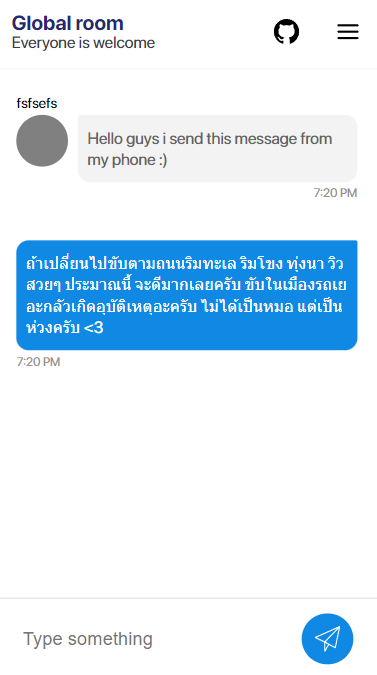 Global room
Everyone is welcome
fsfsefs
Hello guys i send this message from
my phone :)
7:20 PM
ถ้าเปลี่ยนไปขับตามถนนริมทะเล ริมโขง ทุ่งนา วิว
สวยๆ ประมาณนี้ จะดีมากเลยครับ ขับในเมืองรถเย
อะกลัวเกิดอุบัติเหตุอะครับ ไม่ได้เป็นหมอ แต่เป็น
ห่วงครับ <3
7:20 PM
Type something